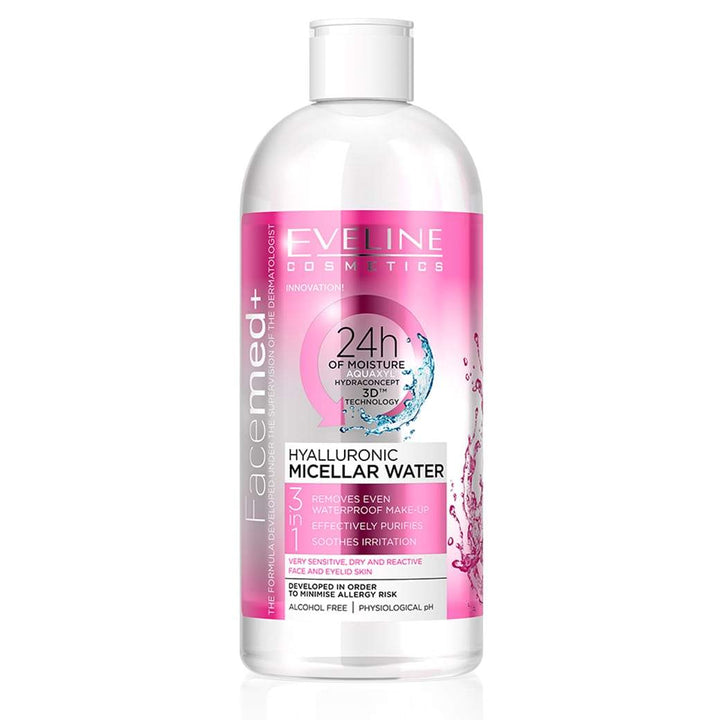 EVELINE
COSMETICS
INNOVATION!
24h
OF MOISTURE
AQUAXYL
HYDRACONCEPT
3D™
TECHNOLOGY
HYALLURONIC
MICELLAR WATER
3 in 1
REMOVES EVEN
WATERPROOF MAKE-UP
EFFECTIVELY PURIFIES
SOOTHES IRRITATION
VERY SENSITIVE, DRY AND REACTIVE
FACE AND EYELID SKIN
DEVELOPED IN ORDER
TO MINIMISE ALLERGY RISK
ALCOHOL FREE | PHYSIOLOGICAL pH
Facemed+
THE FORMULA DEVELOPED UNDER THE SUPERVISION OF THE DERMATOLOGIST